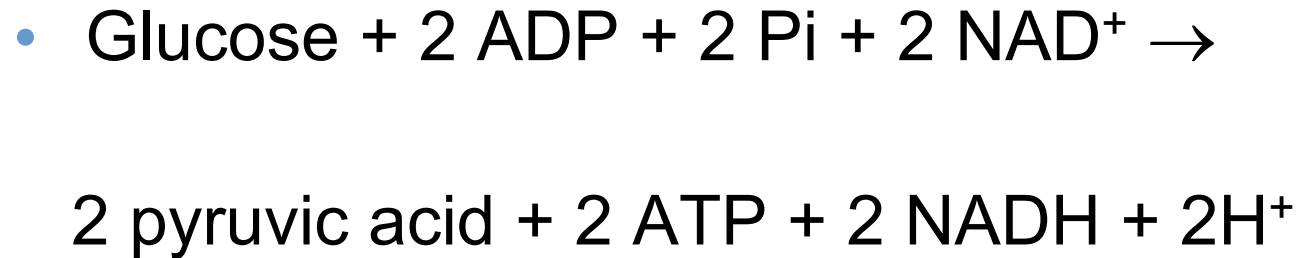 • Glucose + 2 ADP + 2 Pi + 2 NAD⁺ →
2 pyruvic acid + 2 ATP + 2 NADH + 2H⁺